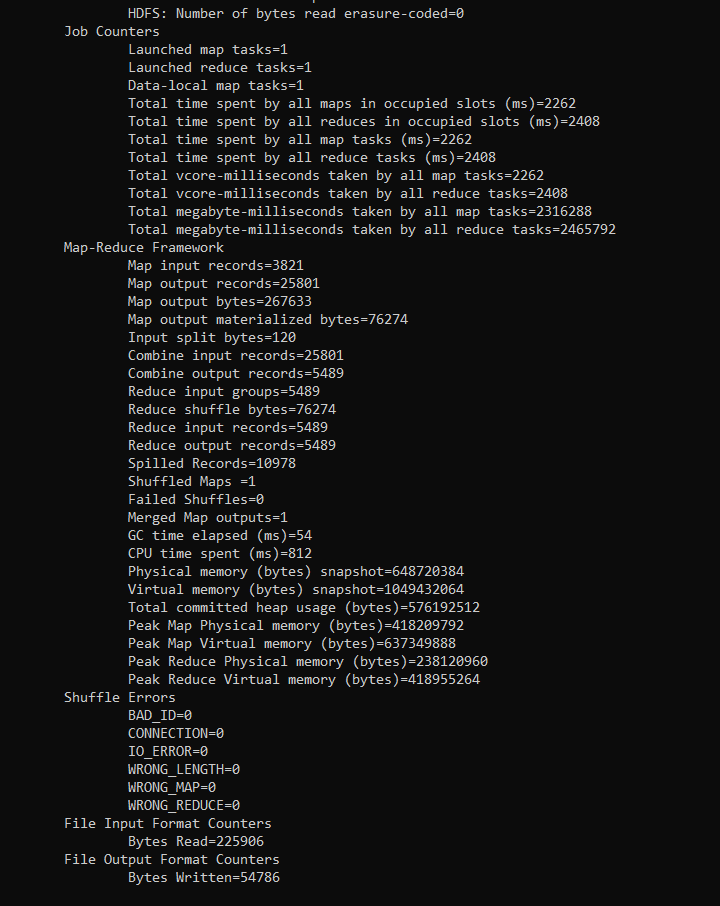 HDFS: Number of bytes read erasure-coded=0
Job Counters
Launched map tasks=1
Launched reduce tasks=1
Data-local map tasks=1
Total time spent by all maps in occupied slots (ms)=2262
Total time spent by all reduces in occupied slots (ms)=2408
Total time spent by all map tasks (ms)=2262
Total time spent by all reduce tasks (ms)=2408
Total vcore-milliseconds taken by all map tasks=2262
Total vcore-milliseconds taken by all reduce tasks=2408
Total megabyte-milliseconds taken by all map tasks=2316288
Total megabyte-milliseconds taken by all reduce tasks=2465792
Map-Reduce Framework
Map input records=3821
Map output records=25801
Map output bytes=267633
Map output materialized bytes=76274
Input split bytes=120
Combine input records=25801
Combine output records=5489
Reduce input groups=5489
Reduce shuffle bytes=76274
Reduce input records=5489
Reduce output records=5489
Spilled Records=10978
Shuffled Maps =1
Failed Shuffles=0
Merged Map outputs=1
GC time elapsed (ms)=54
CPU time spent (ms)=812
Physical memory (bytes) snapshot=648720384
Virtual memory (bytes) snapshot=1049432064
Total committed heap usage (bytes)=576192512
Peak Map Physical memory (bytes)=418209792
Peak Map Virtual memory (bytes)=637349888
Peak Reduce Physical memory (bytes)=238120960
Peak Reduce Virtual memory (bytes)=418955264
Shuffle Errors
BAD_ID=0
CONNECTION=0
IO_ERROR=0
WRONG_LENGTH=0
WRONG_MAP=0
WRONG_REDUCE=0
File Input Format Counters
Bytes Read=225906
File Output Format Counters
Bytes Written=54786